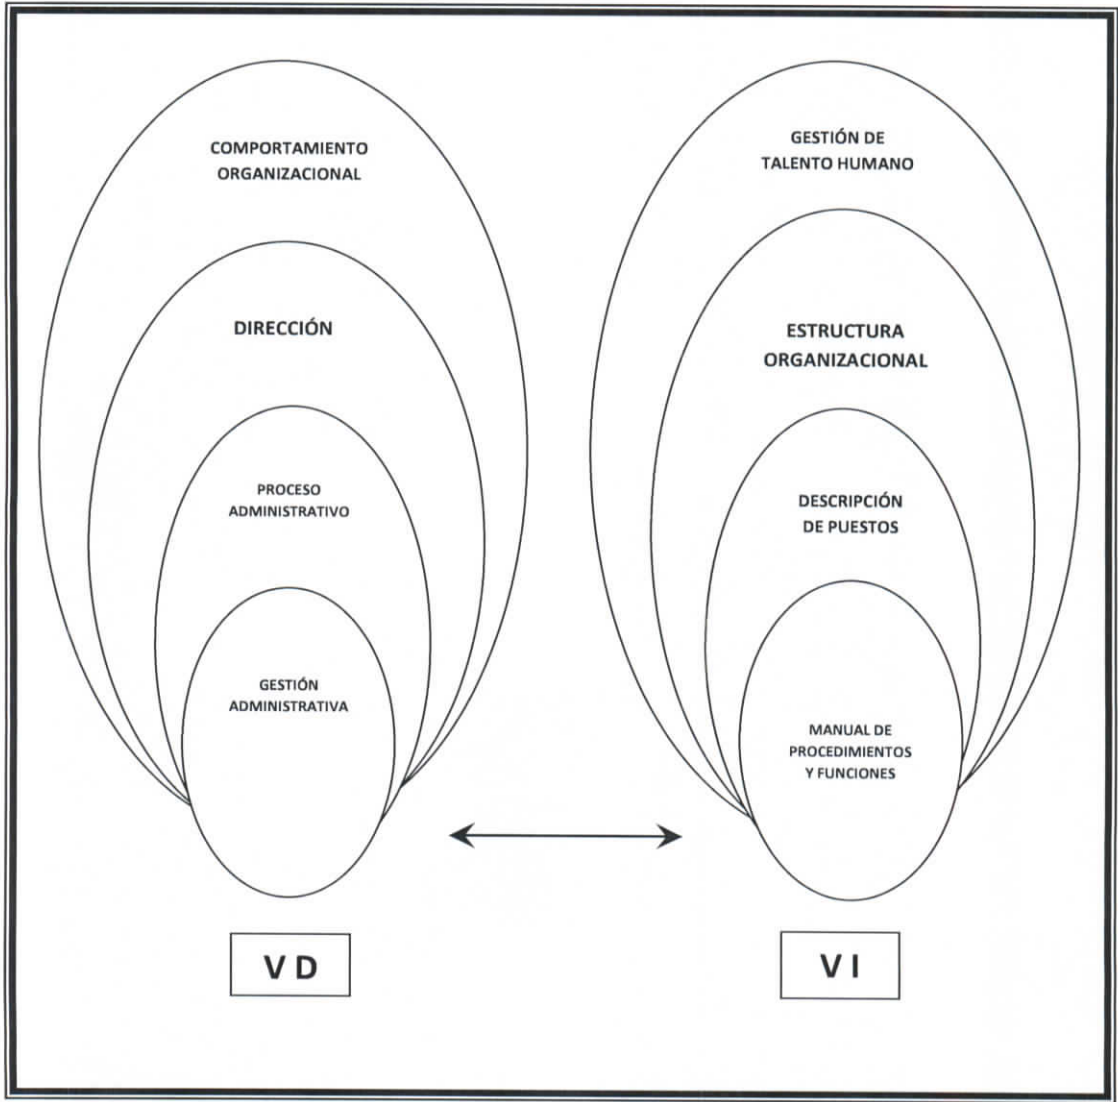 COMPORTAMIENTO
ORGANIZACIONAL
DIRECCIÓN
PROCESO
ADMINISTRATIVO
GESTIÓN
ADMINISTRATIVA
V D
GESTIÓN DE
TALENTO HUMANO
ESTRUCTURA
ORGANIZACIONAL
DESCRIPCIÓN
DE PUESTOS
MANUAL DE
PROCEDIMIENTOS
Y FUNCIONES
V I